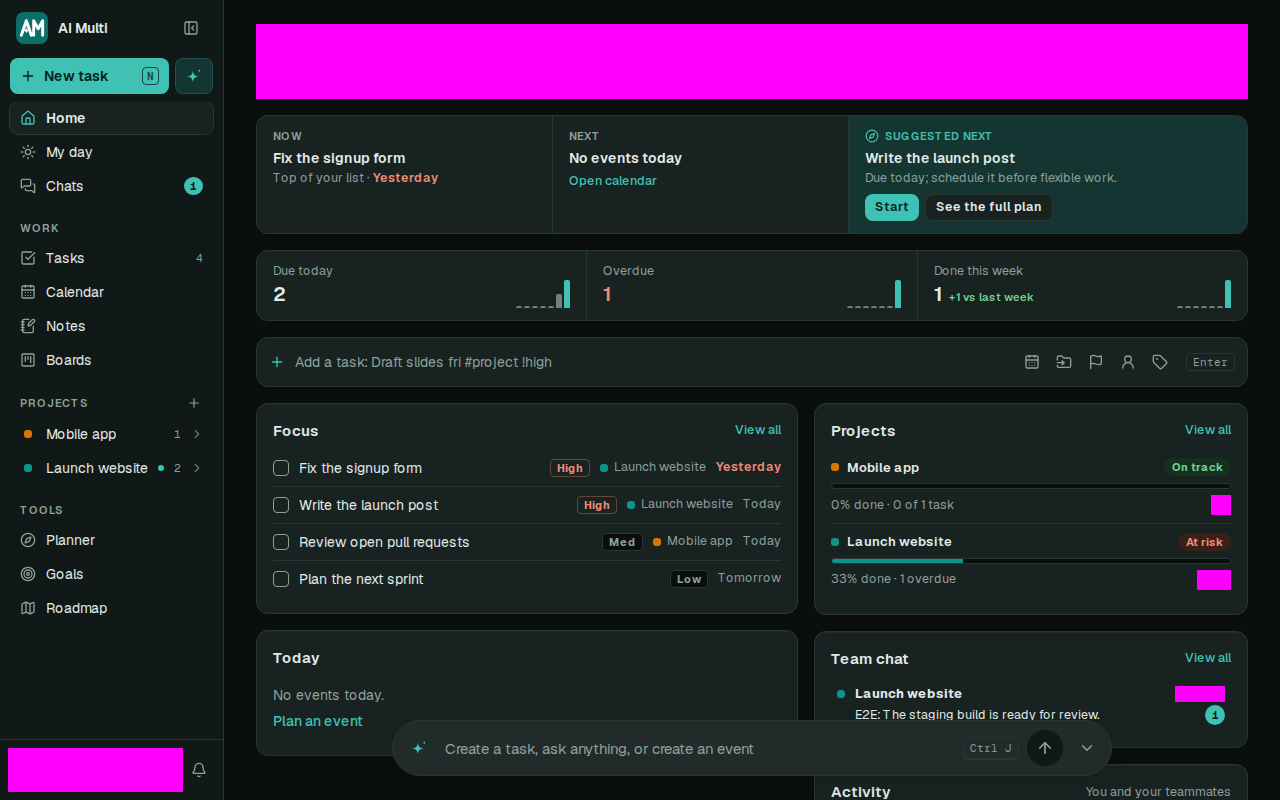 AI Multi
New task N
Home
My day
Chats 1
WORK
Tasks 4
Calendar
Notes
Boards
PROJECTS
Mobile app 1
Launch website 2
TOOLS
Planner
Goals
Roadmap
NOW
Fix the signup form
Top of your list · Yesterday
NEXT
No events today
Open calendar
SUGGESTED NEXT
Write the launch post
Due today; schedule it before flexible work.
Start See the full plan
Due today
2
Overdue
1
Done this week
1 +1 vs last week
Add a task: Draft slides fri #project !high Enter
Focus View all
Fix the signup form High Launch website Yesterday
Write the launch post High Launch website Today
Review open pull requests Med Mobile app Today
Plan the next sprint Low Tomorrow
Projects View all
Mobile app On track
0% done · 0 of 1 task
Launch website At risk
33% done · 1 overdue
Today
No events today.
Plan an event
Team chat View all
Launch website
E2E: The staging build is ready for review. 1
Create a task, ask anything, or create an event Ctrl J
Activity You and your teammates